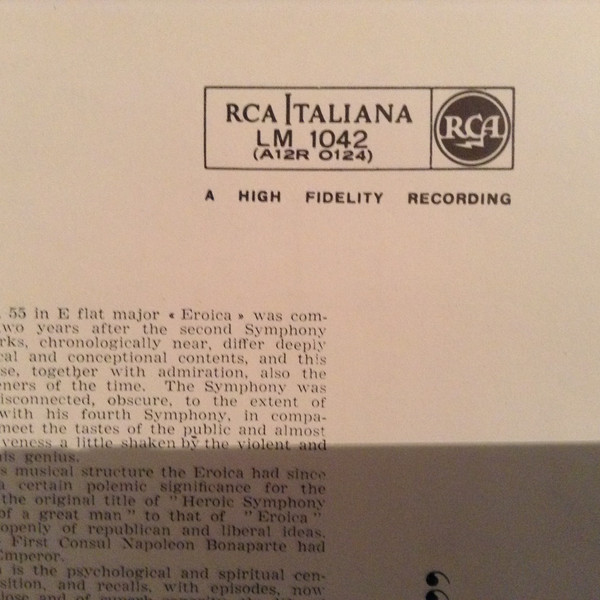 RCA ITALIANA
LM 1042
(A12R 0124)
RCA
A HIGH FIDELITY RECORDING
55 in E flat major « Eroica » was com-
two years after the second Symphony
rks, chronologically near, differ deeply
cal and conceptional contents, and this
se, together with admiration, also the
eners of the time. The Symphony was
disconnected, obscure, to the extent of
with his fourth Symphony, in compa-
meet the tastes of the public and almost
iveness a little shaken by the violent and
his genius.
s musical structure the Eroica had since
a certain polemic significance for the
the original title of "Heroic Symphony
of a great man" to that of "Eroica"
openly of republican and liberal ideas.
First Consul Napoleon Bonaparte had
Emperor.
is the psychological and spiritual cen-
sition, and recalls, with episodes, now